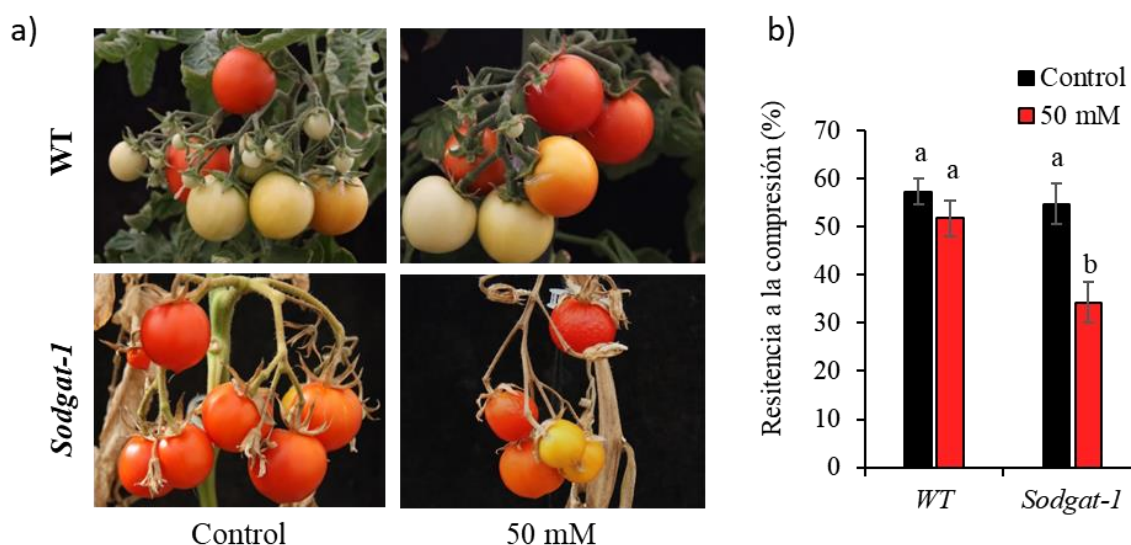 a)
WT
Sodgat-1
Control
50 mM
b)
Control
50 mM
Resitencia a la compresión (%)
70
60
50
40
30
20
10
0
a
a
a
b
WT
Sodgat-1